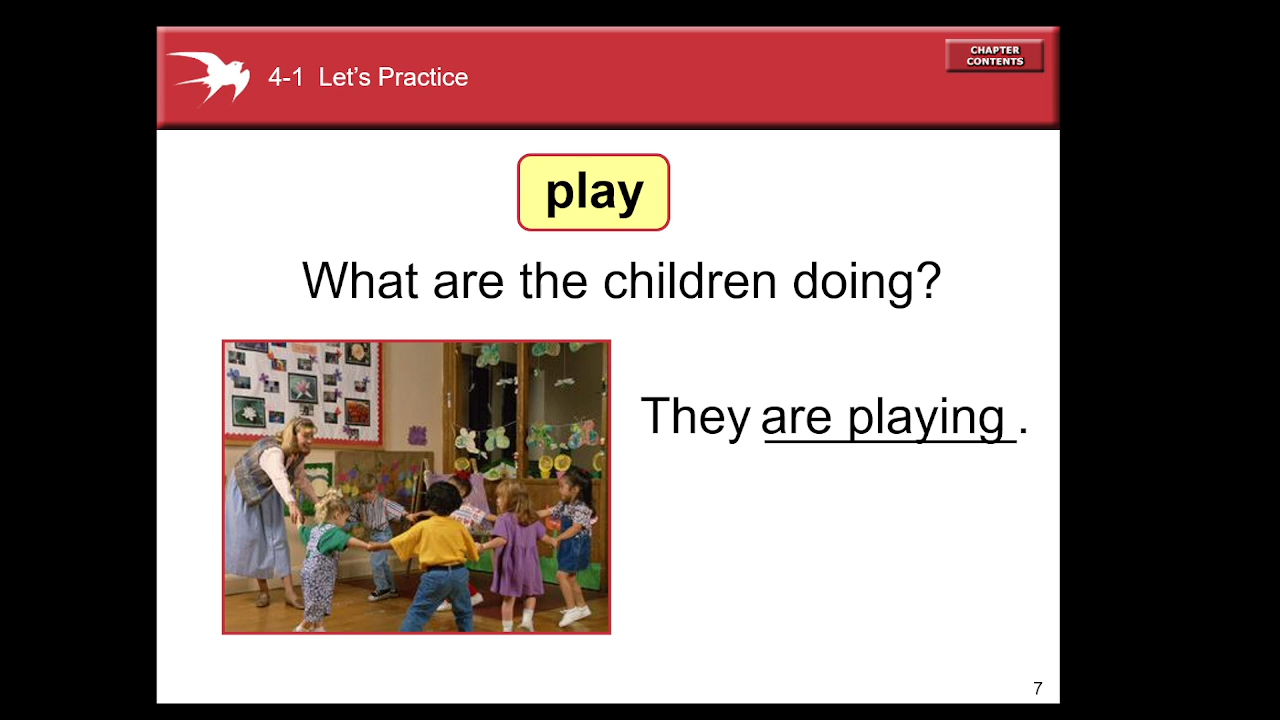 4-1 Let’s Practice
CHAPTER
CONTENTS
play
What are the children doing?
They are playing.
7